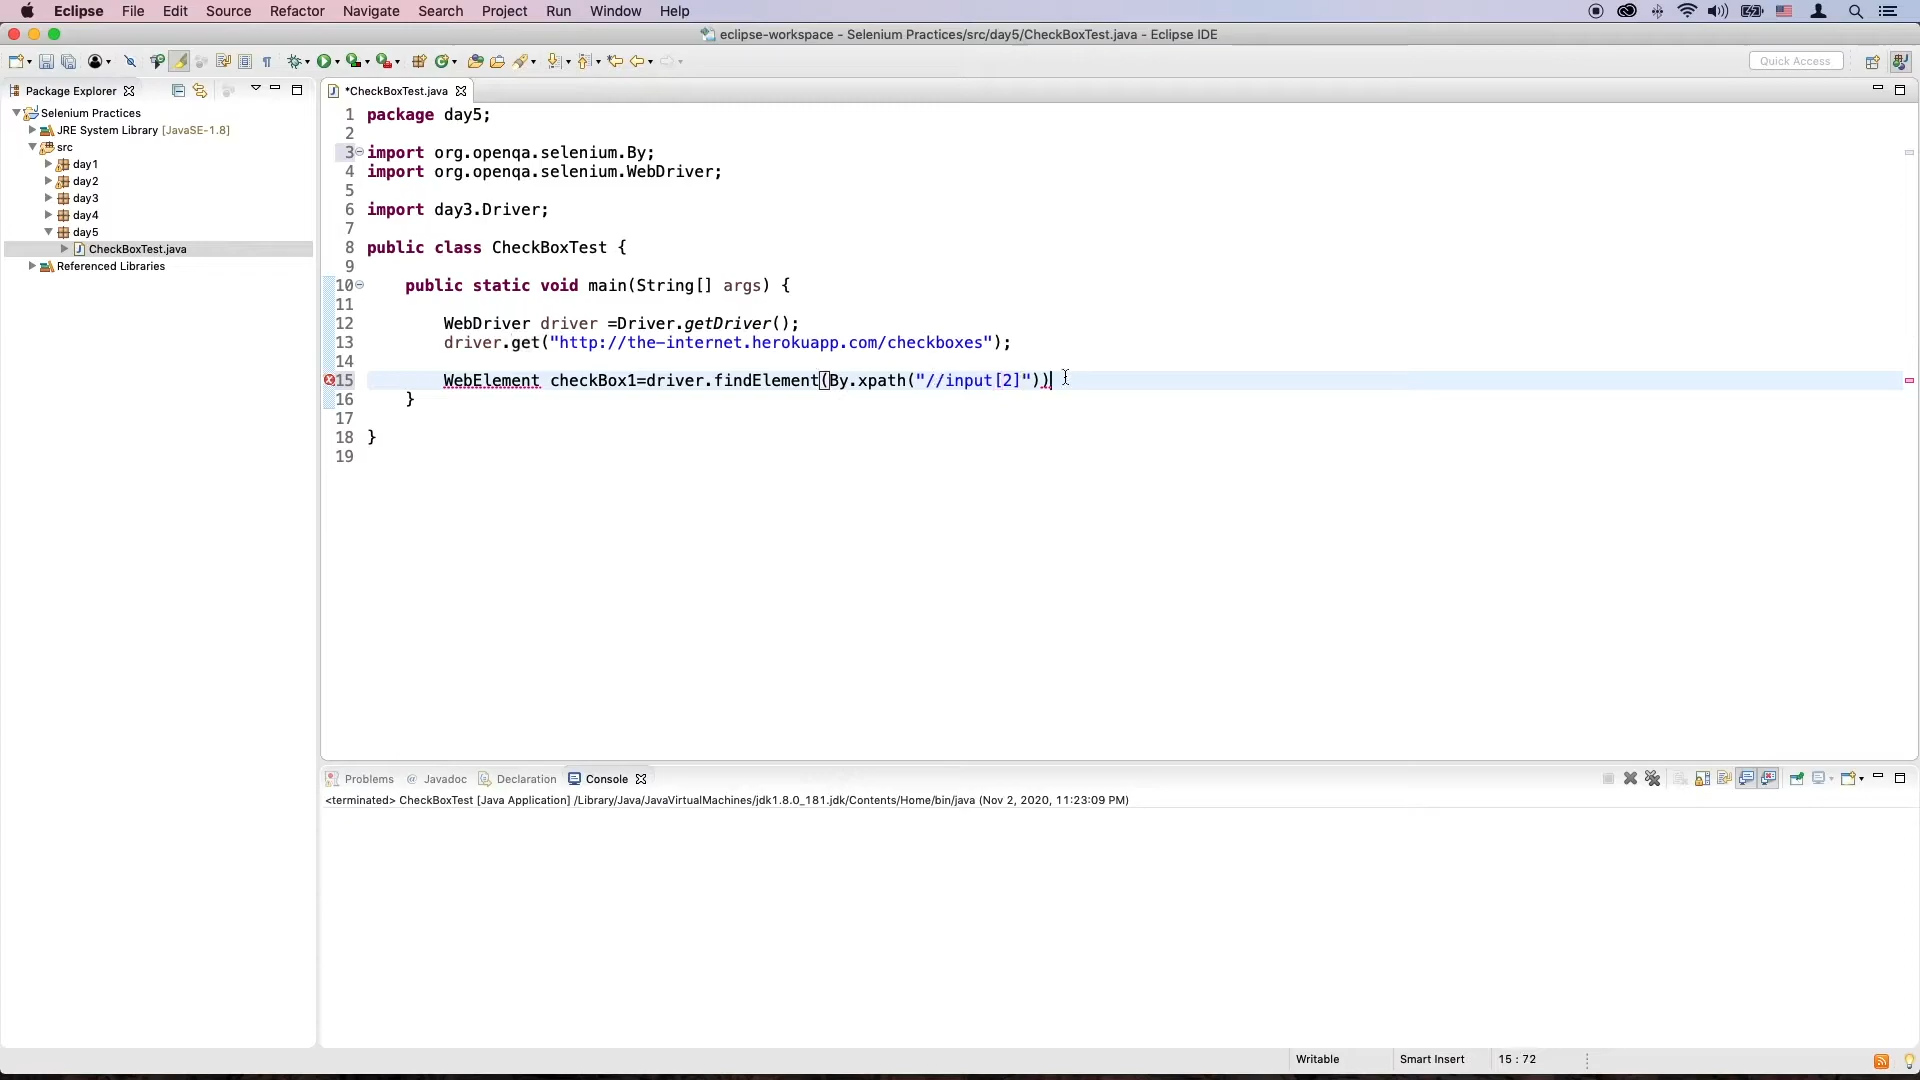 Eclipse File Edit Source Refactor Navigate Search Project Run Window Help
eclipse-workspace - Selenium Practices/src/day5/CheckBoxTest.java - Eclipse IDE
Quick Access
Package Explorer
*CheckBoxTest.java
Selenium Practices
JRE System Library [JavaSE-1.8]
src
day1
day2
day3
day4
day5
CheckBoxTest.java
Referenced Libraries
1 package day5;
2
3 import org.openqa.selenium.By;
4 import org.openqa.selenium.WebDriver;
5
6 import day3.Driver;
7
8 public class CheckBoxTest {
9
10 public static void main(String[] args) {
11
12 WebDriver driver =Driver.getDriver();
13 driver.get("http://the-internet.herokuapp.com/checkboxes");
14
15 WebElement checkBox1=driver.findElement(By.xpath("//input[2]"))
16 }
17
18 }
19
Problems @ Javadoc Declaration Console
<terminated> CheckBoxTest [Java Application] /Library/Java/JavaVirtualMachines/jdk1.8.0_181.jdk/Contents/Home/bin/java (Nov 2, 2020, 11:23:09 PM)
Writable Smart Insert 15 : 72